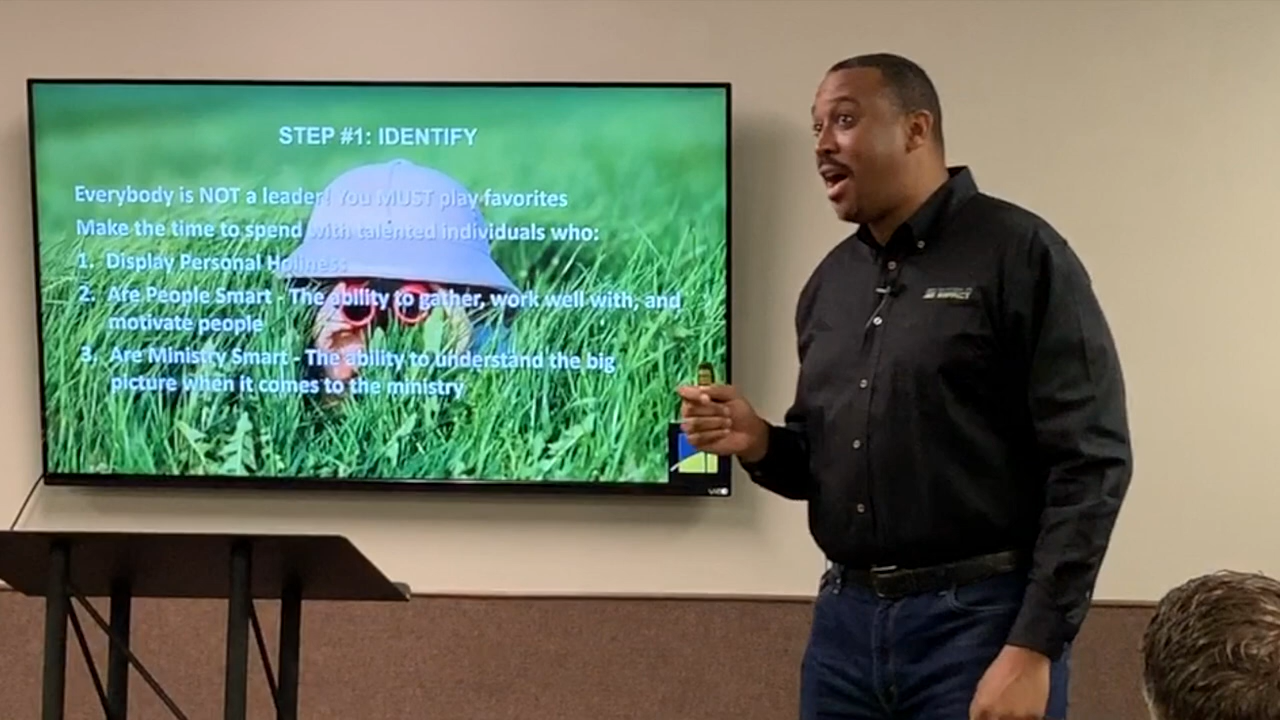 STEP #1: IDENTIFY
Everybody is NOT a leader! You MUST play favorites
Make the time to spend with talented individuals who:
1. Display Personal Holiness
2. Are People Smart - The ability to gather, work well with, and
motivate people
3. Are Ministry Smart - The ability to understand the big
picture when it comes to the ministry
IMPACT